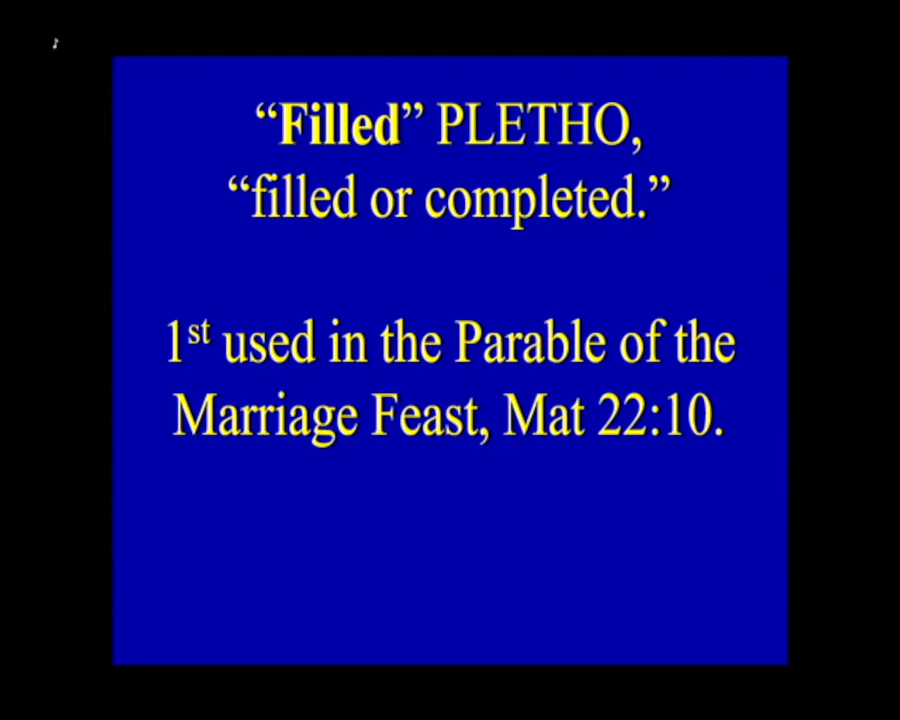 “Filled” PLETHO,
“filled or completed.”
1st used in the Parable of the
Marriage Feast, Mat 22:10.